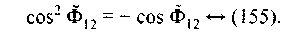 cos² Φ̃₁₂ = − cos Φ̃₁₂ ↔ (155).